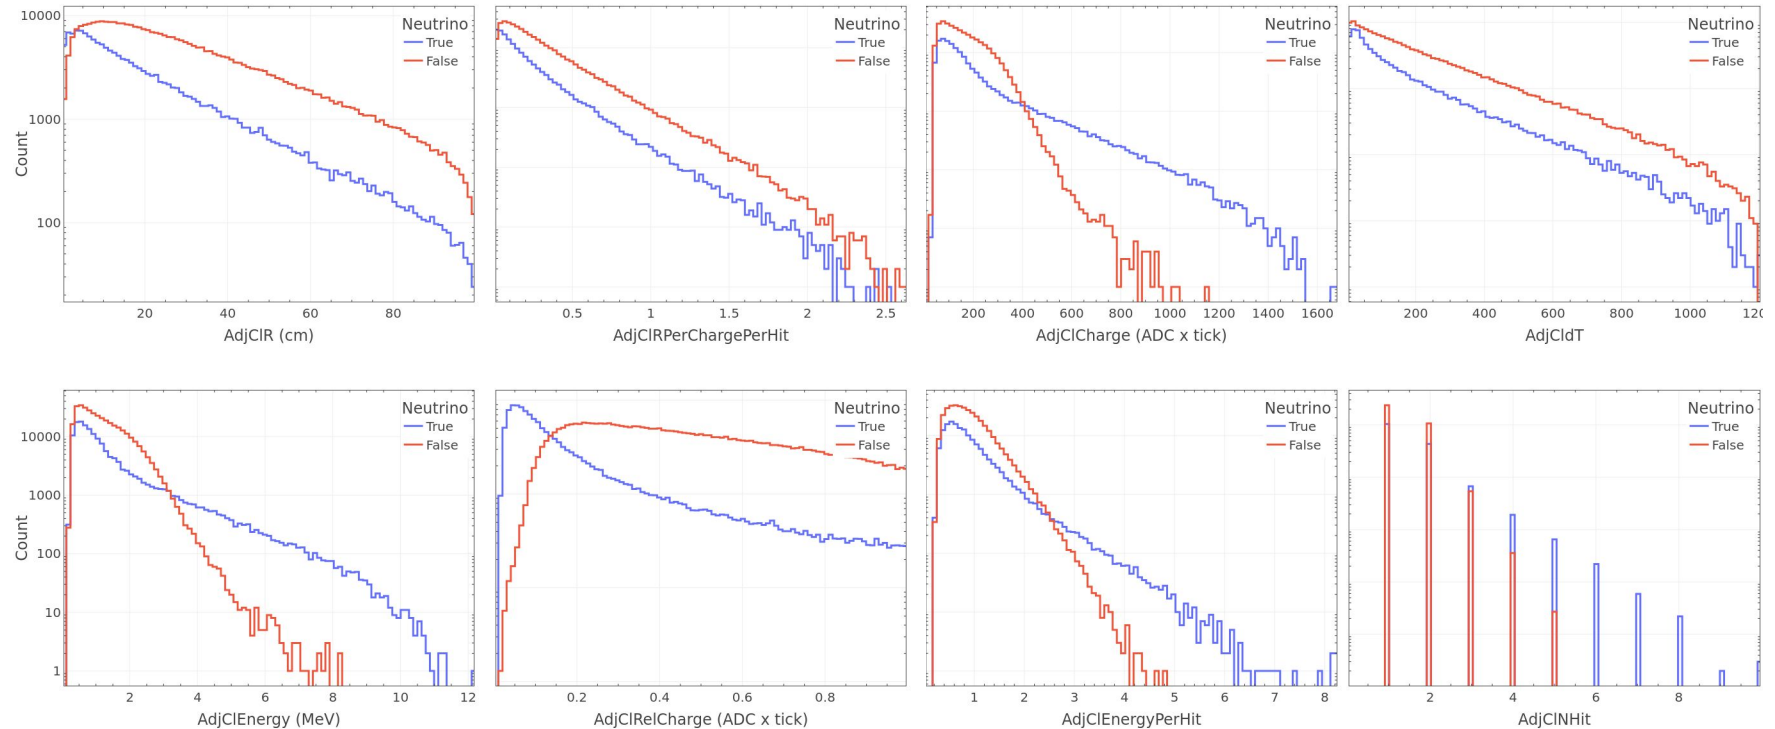 Count
10000
1000
100
20
40
60
80
AdjClR (cm)
Neutrino
True
False
0.5
1
1.5
2
2.5
AdjClRPerChargePerHit
Neutrino
True
False
200
400
600
800
1000
1200
1400
1600
AdjClCharge (ADC x tick)
Neutrino
True
False
200
400
600
800
1000
120
AdjCldT
Neutrino
True
False
Count
10000
1000
100
10
1
2
4
6
8
10
12
AdjClEnergy (MeV)
Neutrino
True
False
0.2
0.4
0.6
0.8
AdjClRelCharge (ADC x tick)
Neutrino
True
False
1
2
3
4
5
6
7
8
AdjClEnergyPerHit
Neutrino
True
False
2
4
6
8
AdjClNHit
Neutrino
True
False